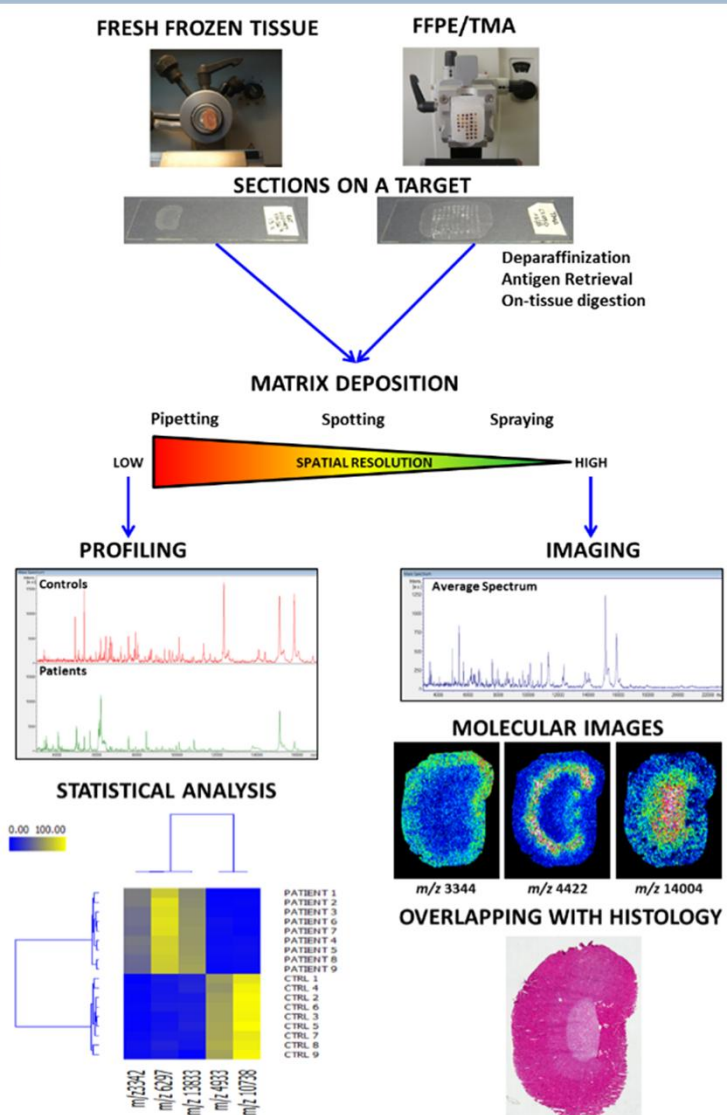 FRESH FROZEN TISSUE
FFPE/TMA
SECTIONS ON A TARGET
Deparaffinization
Antigen Retrieval
On-tissue digestion
MATRIX DEPOSITION
Pipetting
Spotting
Spraying
LOW
SPATIAL RESOLUTION
HIGH
PROFILING
Controls
Patients
STATISTICAL ANALYSIS
0.00 100.00
PATIENT 1
PATIENT 2
PATIENT 3
PATIENT 6
PATIENT 7
PATIENT 4
PATIENT 5
PATIENT 8
PATIENT 9
CTRL 1
CTRL 4
CTRL 2
CTRL 6
CTRL 3
CTRL 5
CTRL 7
CTRL 8
CTRL 9
m/z3342
m/z 6297
m/z 13833
m/z 4933
m/z 10738
IMAGING
Average Spectrum
MOLECULAR IMAGES
m/z 3344
m/z 4422
m/z 14004
OVERLAPPING WITH HISTOLOGY